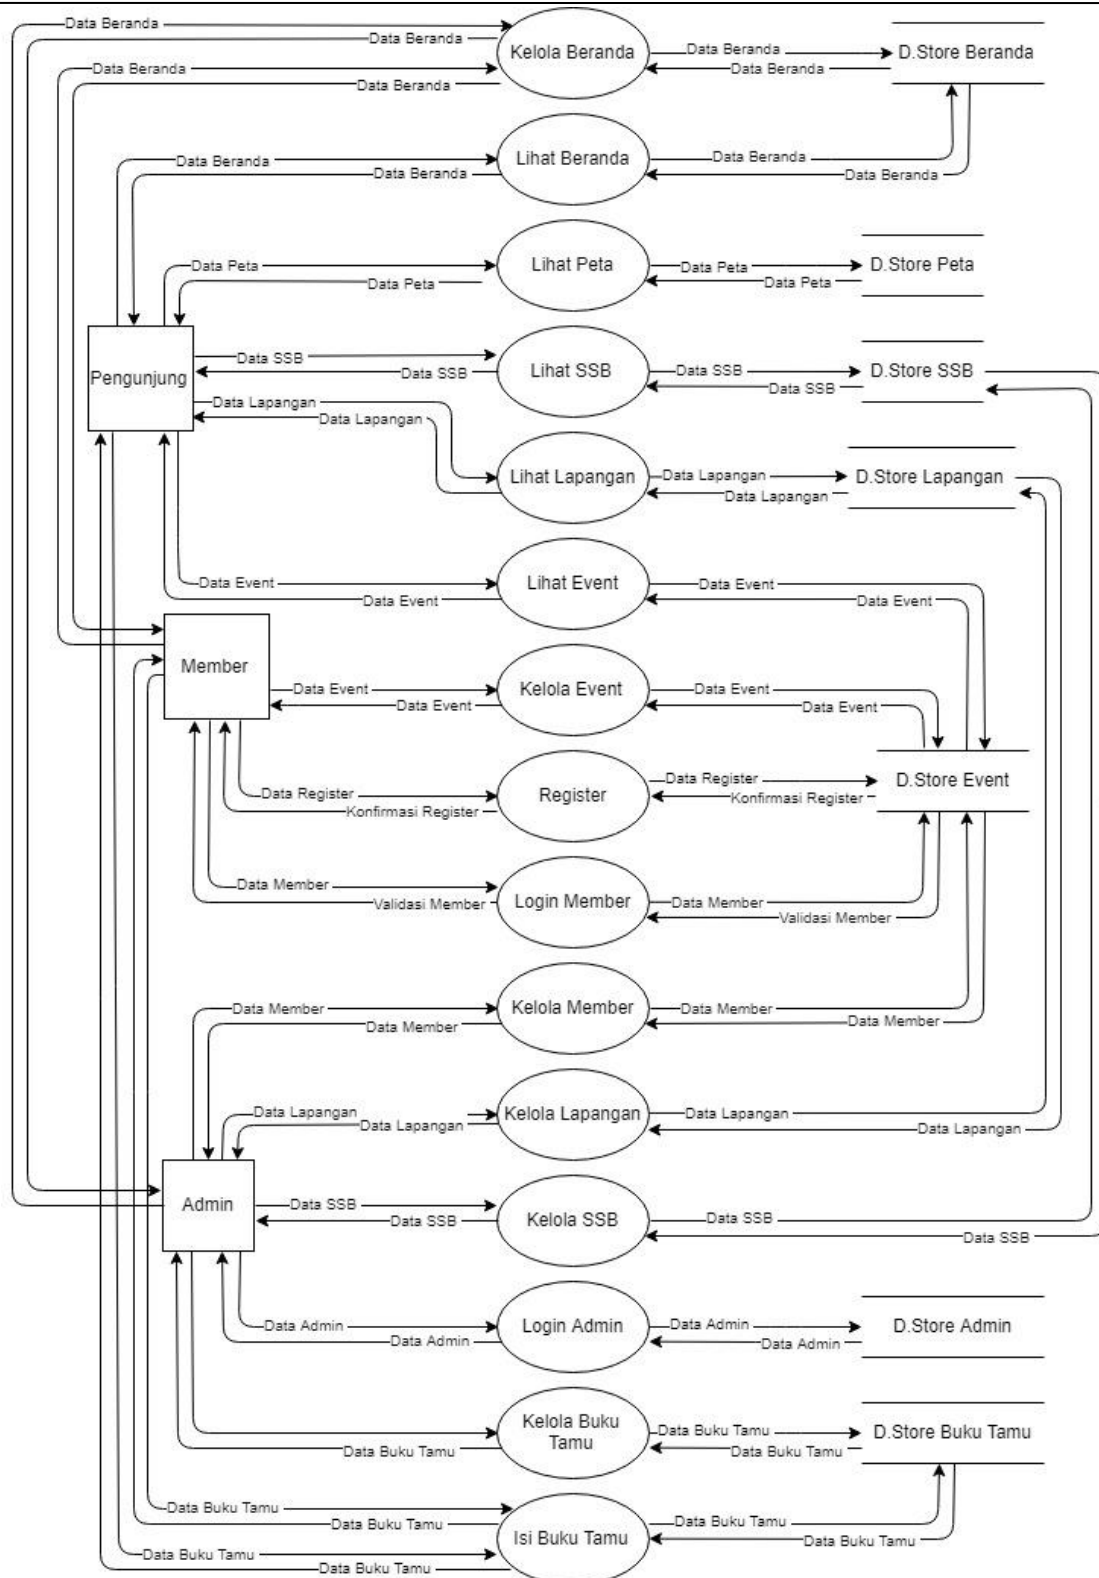 Data Beranda
Data Beranda
Kelola Beranda
Data Beranda
Data Beranda
D.Store Beranda
Data Beranda
Data Beranda
Data Beranda
Data Beranda
Lihat Beranda
Data Beranda
Data Beranda
Data Peta
Data Peta
Lihat Peta
Data Peta
Data Peta
D.Store Peta
Pengunjung
Data SSB
Data SSB
Lihat SSB
Data SSB
Data SSB
D.Store SSB
Data Lapangan
Data Lapangan
Lihat Lapangan
Data Lapangan
Data Lapangan
D.Store Lapangan
Data Event
Data Event
Lihat Event
Data Event
Data Event
Member
Data Event
Data Event
Kelola Event
Data Event
Data Event
D.Store Event
Data Register
Konfirmasi Register
Register
Data Register
Konfirmasi Register
Data Member
Validasi Member
Login Member
Data Member
Validasi Member
Data Member
Data Member
Kelola Member
Data Member
Data Member
Data Lapangan
Data Lapangan
Kelola Lapangan
Data Lapangan
Data Lapangan
Admin
Data SSB
Data SSB
Kelola SSB
Data SSB
Data SSB
Data Admin
Data Admin
Login Admin
Data Admin
Data Admin
D.Store Admin
Data Buku Tamu
Kelola Buku
Tamu
Data Buku Tamu
Data Buku Tamu
D.Store Buku Tamu
Data Buku Tamu
Data Buku Tamu
Isi Buku Tamu
Data Buku Tamu
Data Buku Tamu
Data Buku Tamu
Data Buku Tamu